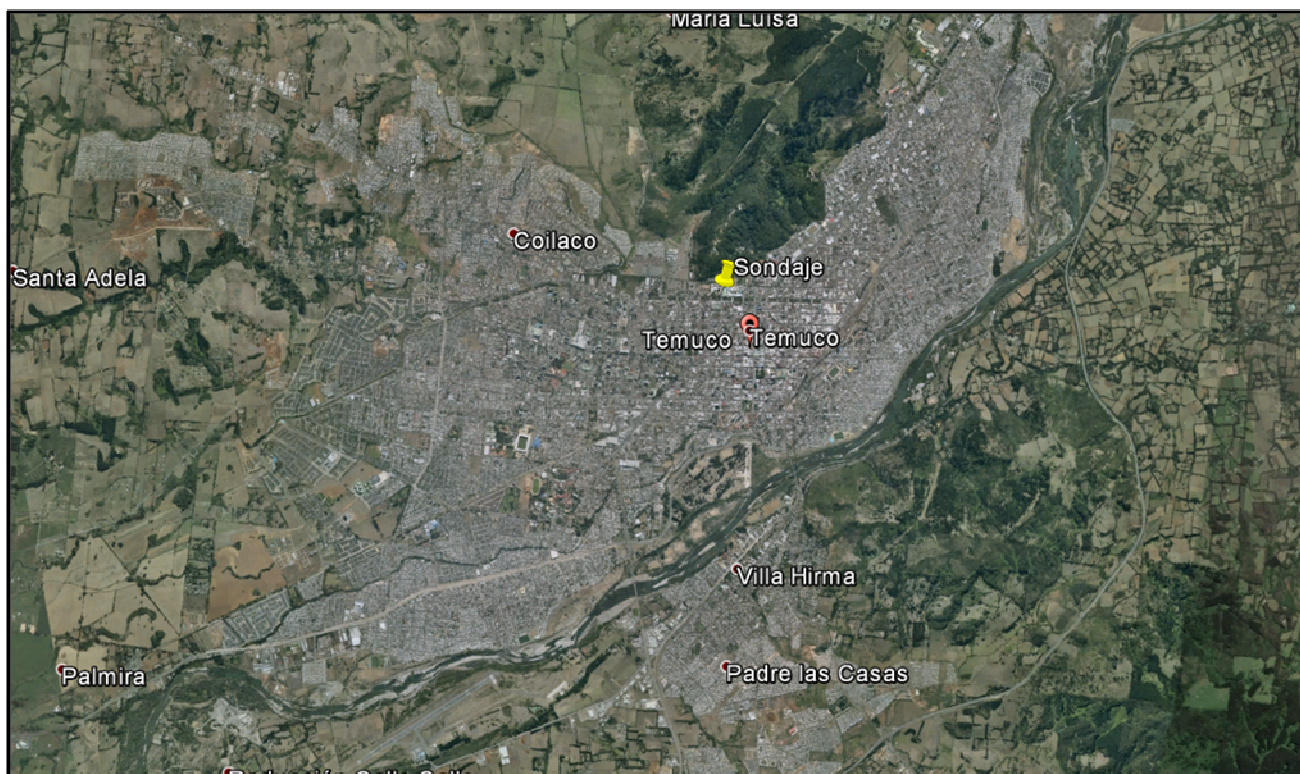 Maria Luisa
Coilaco
Santa Adela
Sondaje
Temuco
Temuco
Villa Hirma
Palmira
Padre las Casas